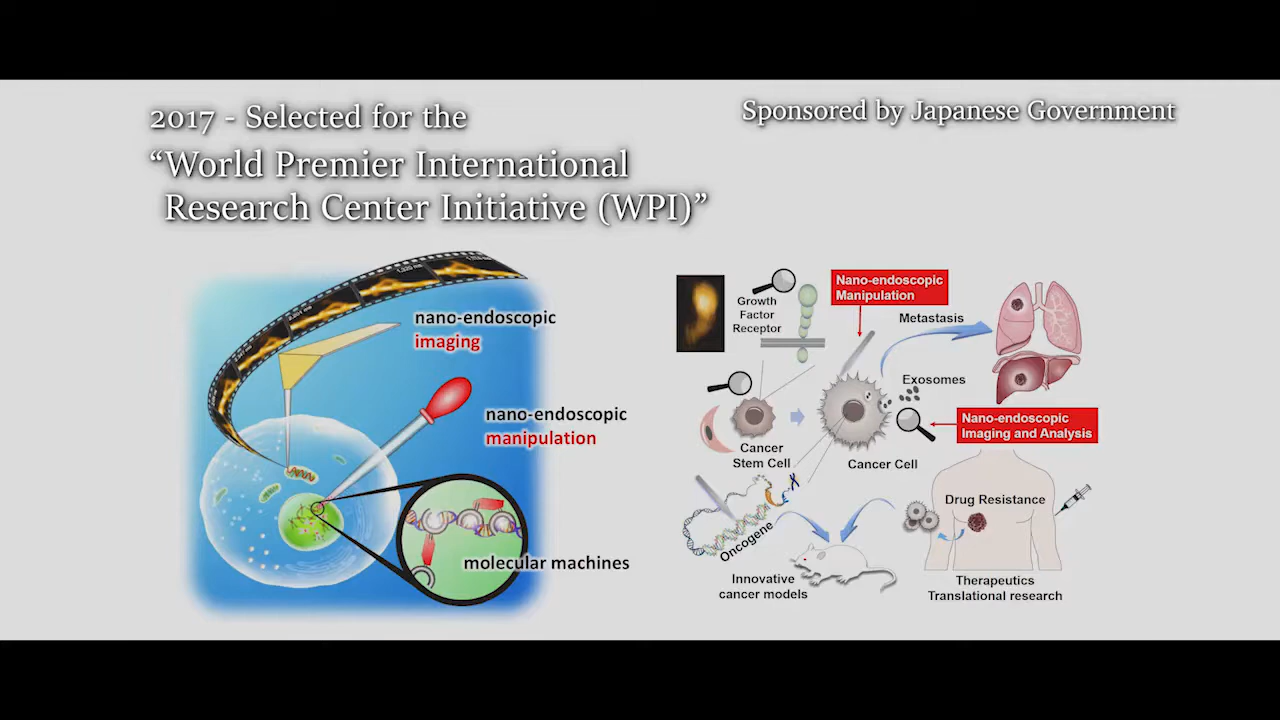 2017 - Selected for the
“World Premier International
Research Center Initiative (WPI)”
Sponsored by Japanese Government
nano-endoscopic
imaging
nano-endoscopic
manipulation
molecular machines
Growth
Factor
Receptor
Nano-endoscopic
Manipulation
Metastasis
Exosomes
Nano-endoscopic
Imaging and Analysis
Cancer
Stem Cell
Cancer Cell
Oncogene
Drug Resistance
Innovative
cancer models
Therapeutics
Translational research